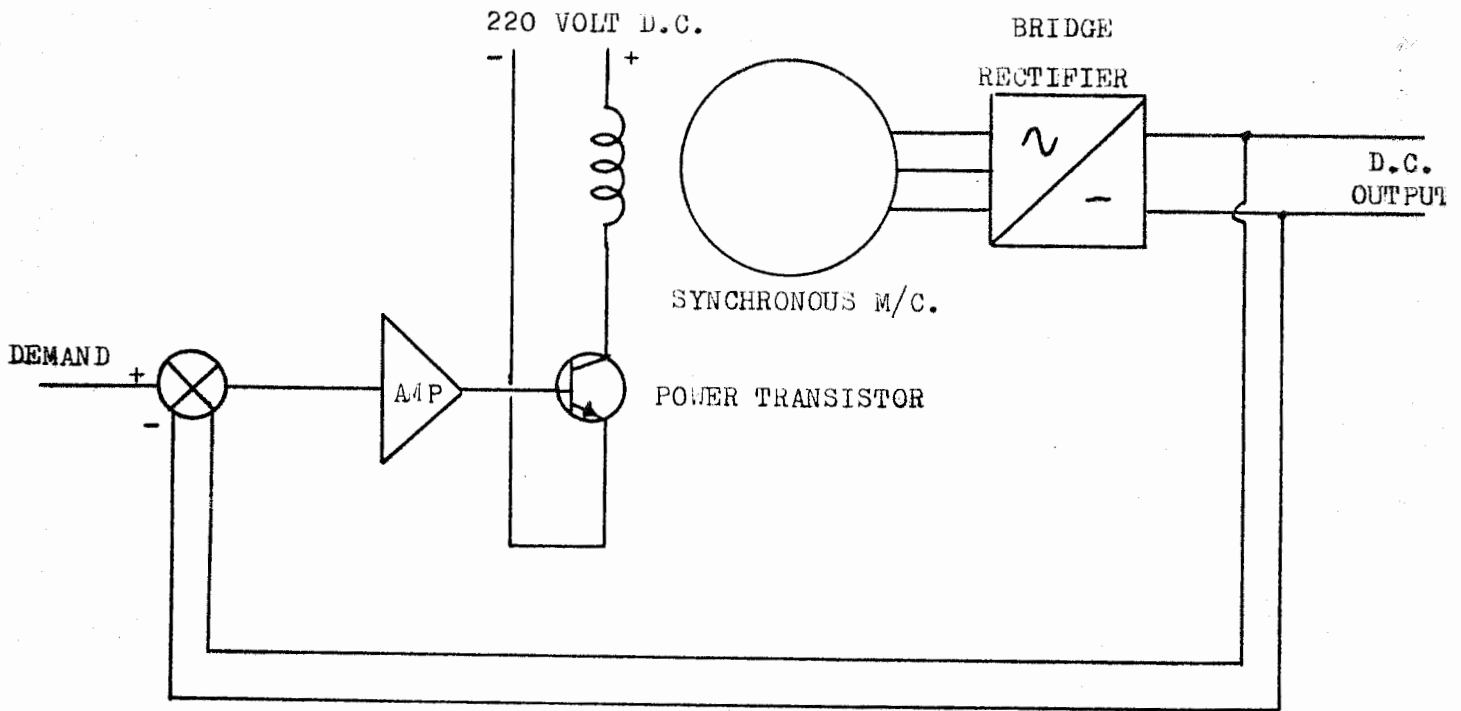 220 VOLT D.C.
- +
BRIDGE
RECTIFIER
D.C.
OUTPUT
SYNCHRONOUS M/C.
DEMAND +
-
AMP
POWER TRANSISTOR